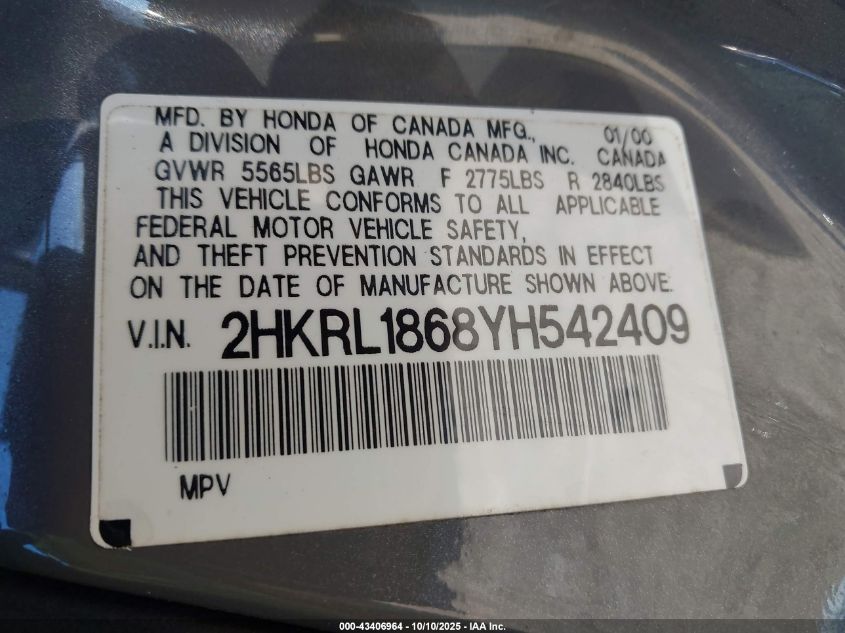 MFD. BY HONDA OF CANADA MFG., 01/00
A DIVISION OF HONDA CANADA INC. CANADA
GVWR 5565LBS GAWR F 2775LBS R 2840LBS
THIS VEHICLE CONFORMS TO ALL APPLICABLE
FEDERAL MOTOR VEHICLE SAFETY,
AND THEFT PREVENTION STANDARDS IN EFFECT
ON THE DATE OF MANUFACTURE SHOWN ABOVE.
V.I.N. 2HKRL1868YH542409
MPV
000-43406964 - 10/10/2025 - IAA Inc.